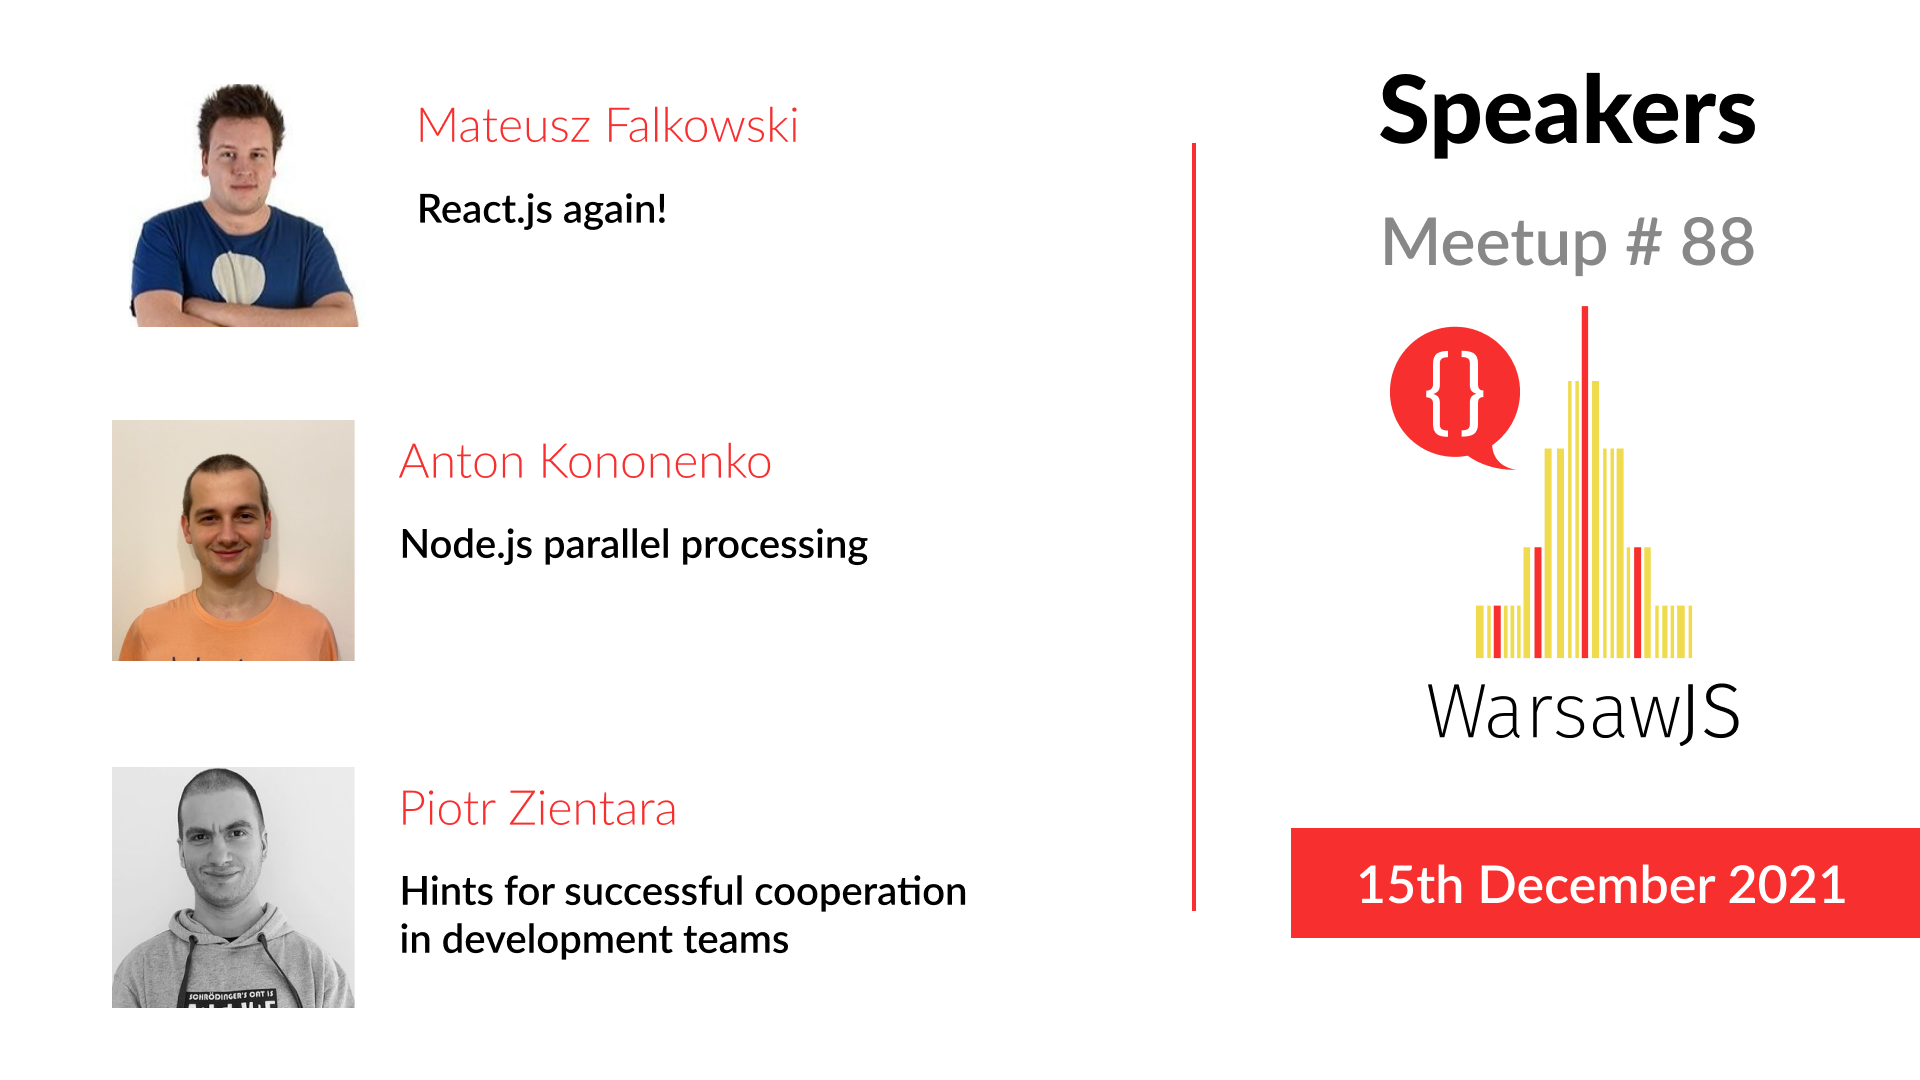 Mateusz Falkowski
React.js again!
Anton Kononenko
Node.js parallel processing
Piotr Zientara
Hints for successful cooperation
in development teams
SCHRÖDINGER'S CAT IS
Speakers
Meetup # 88
{}
WarsawJS
15th December 2021